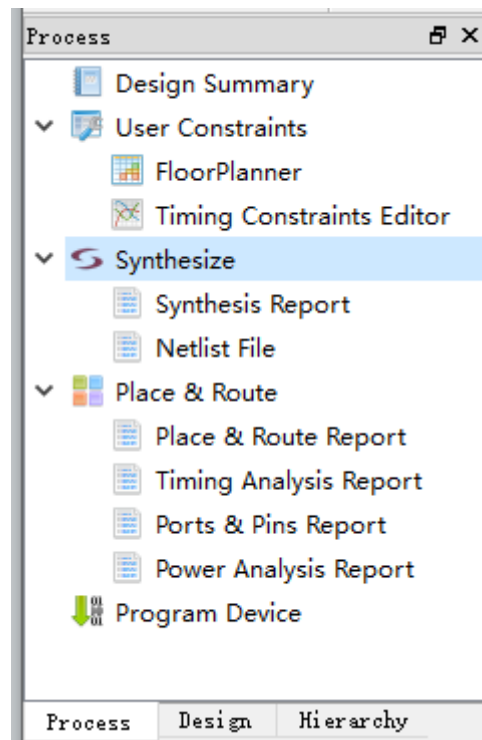 Process
Design Summary
User Constraints
FloorPlanner
Timing Constraints Editor
Synthesize
Synthesis Report
Netlist File
Place & Route
Place & Route Report
Timing Analysis Report
Ports & Pins Report
Power Analysis Report
Program Device
Process Design Hierarchy